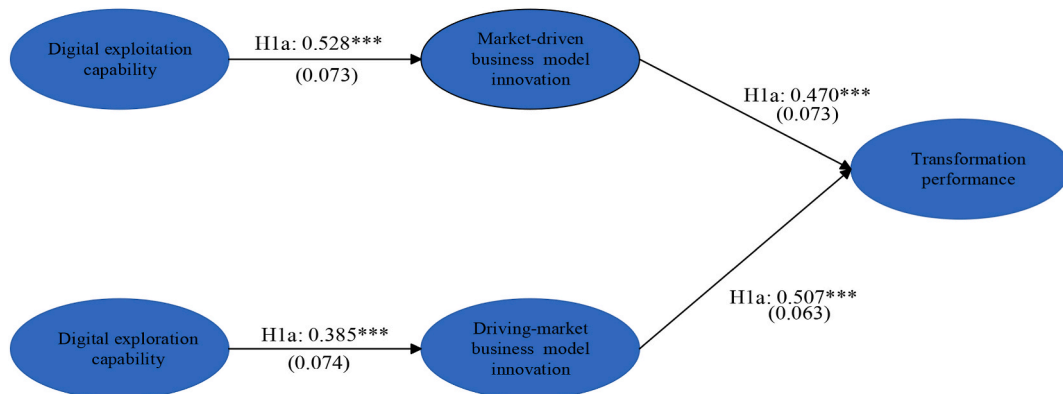 Digital exploitation
capability
H1a: 0.528***
(0.073)
Market-driven
business model
innovation
H1a: 0.470***
(0.073)
Transformation
performance
H1a: 0.507***
(0.063)
Digital exploration
capability
H1a: 0.385***
(0.074)
Driving-market
business model
innovation